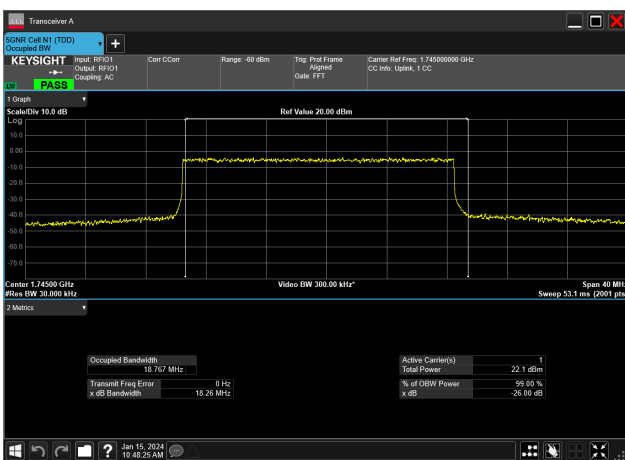 Transceiver A
5GNR Cell N1 (TDD)
Occupied BW
+
KEYSIGHT
PASS
Input: RFIO1
Output: RFIO1
Coupling: AC
Corr CCorr
Range: -60 dBm
Trig: Prot Frame
Aligned
Gate: FFT
Carrier Ref Freq: 1.745000000 GHz
CC Info: Uplink, 1 CC
1 Graph
Scale/Div 10.0 dB
Ref Value 20.00 dBm
Log
10.0
0.00
-10.0
-20.0
-30.0
-40.0
-50.0
-60.0
-70.0
Center 1.74500 GHz
Video BW 300.00 kHz*
Span 40 MHz
#Res BW 30.000 kHz
Sweep 53.1 ms (2001 pts
2 Metrics
Occupied Bandwidth
18.767 MHz
Transmit Freq Error 0 Hz
x dB Bandwidth 18.26 MHz
Active Carrier(s) 1
Total Power 22.1 dBm
% of OBW Power 99.00 %
x dB -26.00 dB
?
Jan 15, 2024
10:48:25 AM